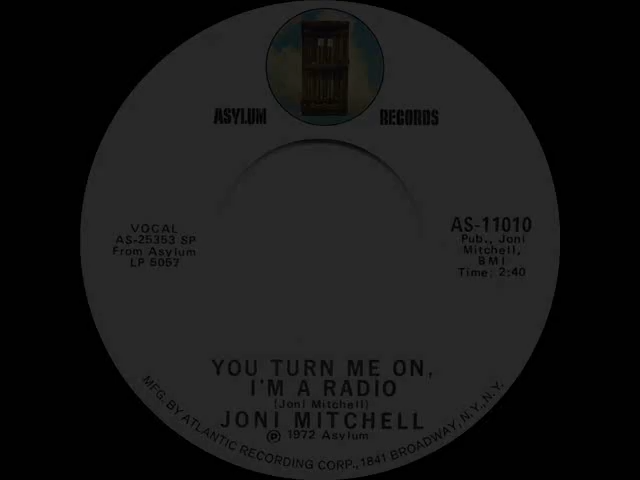 ASYLUM RECORDS
VOCAL
AS-25353 SP
From Asylum
LP 5057
AS-11010
Pub., Joni
Mitchell,
BMI
Time: 2:40
YOU TURN ME ON,
I'M A RADIO
(Joni Mitchell)
JONI MITCHELL
Ⓟ 1972 Asylum
MFG. BY ATLANTIC RECORDING CORP., 1841 BROADWAY, N.Y., N.Y.